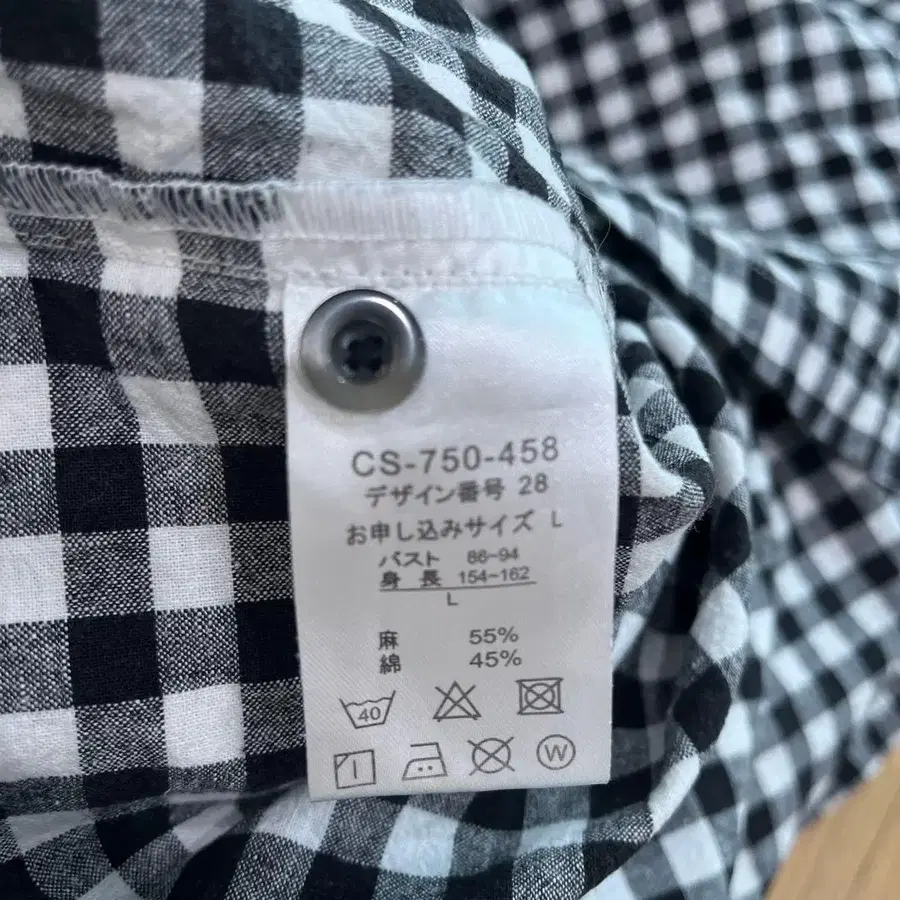 CS-750-458
デザイン番号 28
お申し込みサイズ L
バスト 86~94
身長 154~162
L
麻 55%
綿 45%
40
W